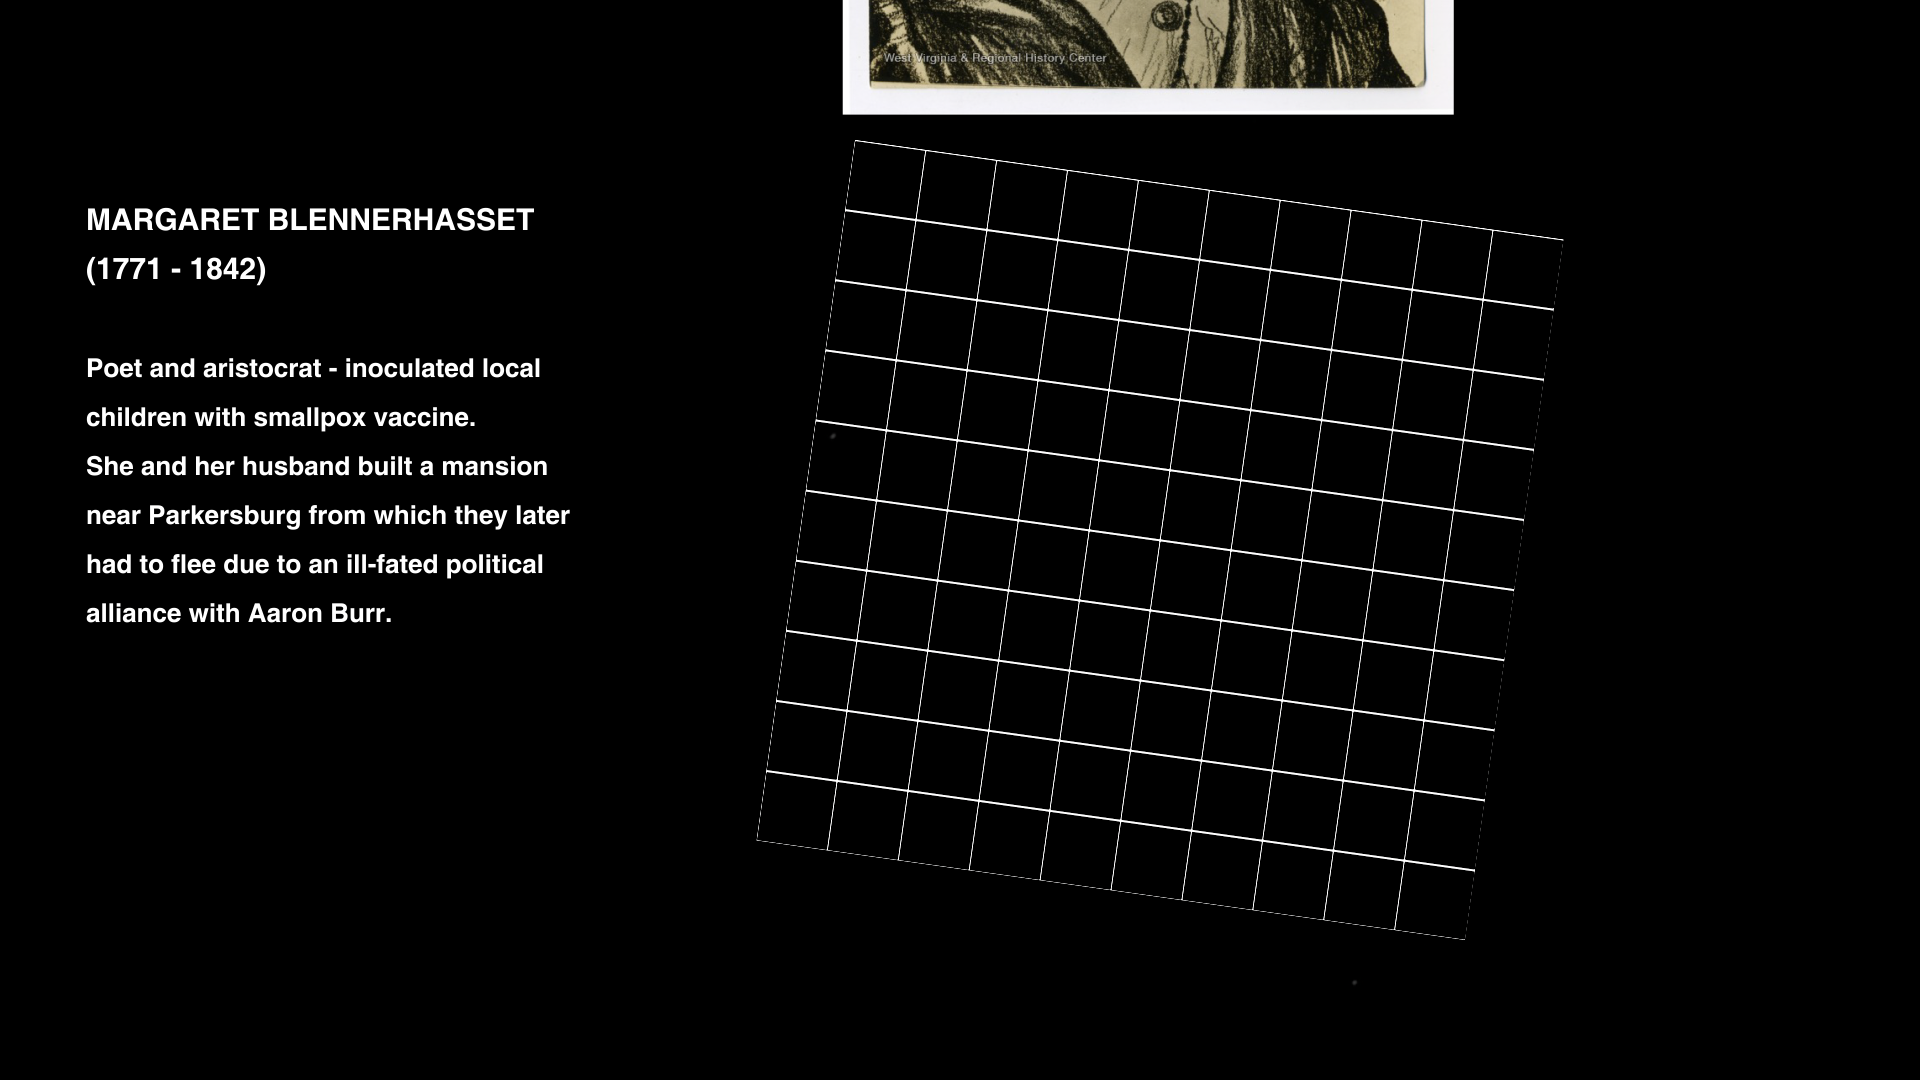 West Virginia & Regional History Center
MARGARET BLENNERHASSET
(1771 - 1842)
Poet and aristocrat - inoculated local
children with smallpox vaccine.
She and her husband built a mansion
near Parkersburg from which they later
had to flee due to an ill-fated political
alliance with Aaron Burr.